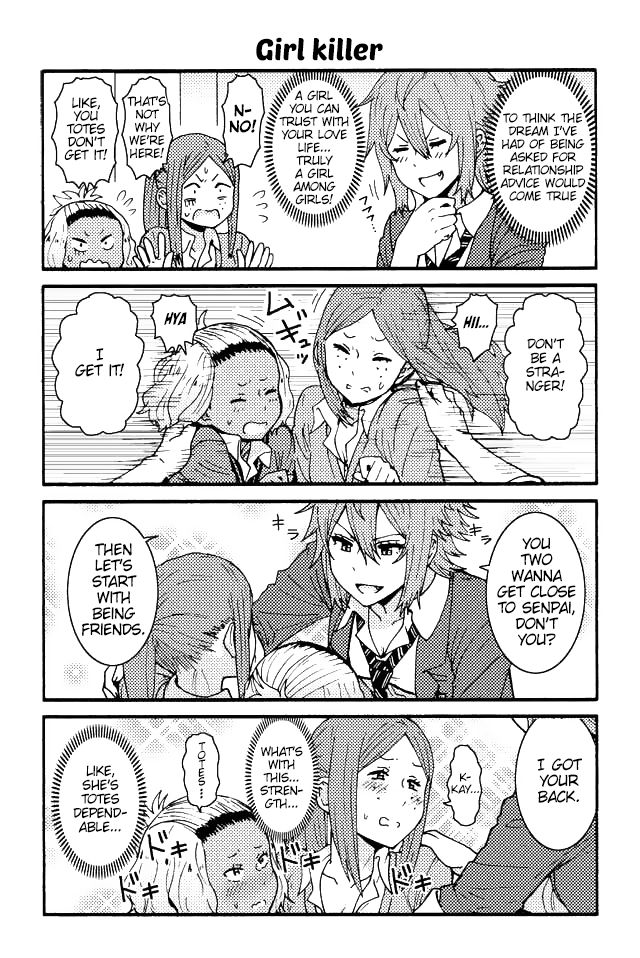 Girl killer
TO THINK THE
DREAM I'VE
HAD OF BEING
ASKED FOR
RELATIONSHIP
ADVICE WOULD
COME TRUE
A GIRL
YOU CAN
TRUST WITH
YOUR LOVE
LIFE...
TRULY
A GIRL
AMONG
GIRLS!
N-
NO!
THAT'S
NOT
WHY
WE'RE
HERE!
LIKE,
YOU
TOTES
DON'T
GET IT!
DON'T
BE A
STRA-
NGER!
HII...
ムギュッ
HYA
I
GET IT!
YOU
TWO
WANNA
GET CLOSE
TO SENPAI,
DON'T
YOU?
キラ
キラ
THEN
LET'S
START
WITH
BEING
FRIENDS.
I GOT
YOUR
BACK.
K-
KAY...
WHAT'S
WITH
THIS...
STREN-
GTH...
TOTES...
LIKE,
SHE'S
TOTES
DEPEND-
ABLE...
ドキ
ドキ
ドキ
ドキ